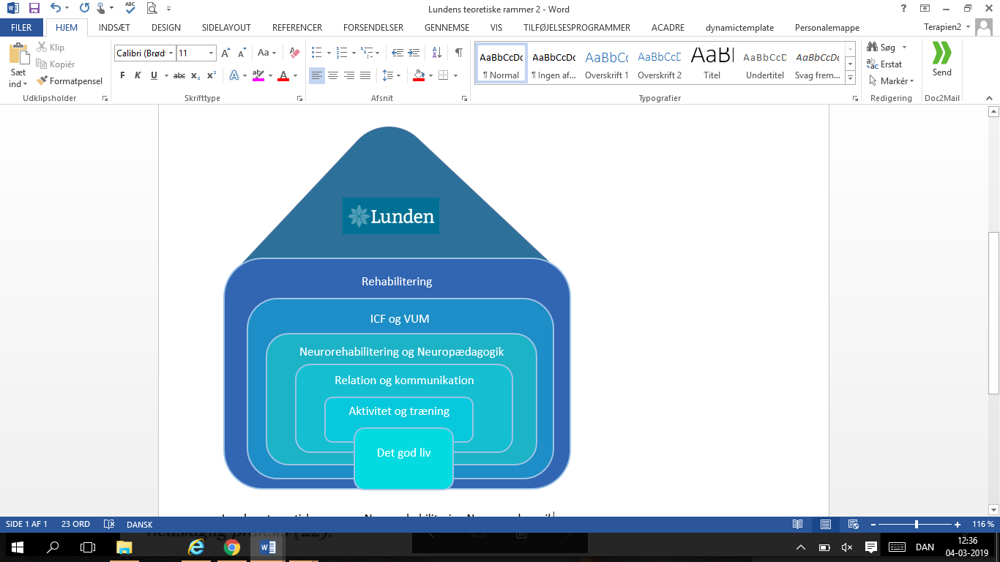 Lundens teoretiske rammer 2 - Word
FILER HJEM INDSÆT DESIGN SIDELAYOUT REFERENCER FORSENDELSER GENNEMSE VIS TILFØJELSESPROGRAMMER ACADRE dynamictemplate Personalemappe Terapien2
Sæt ind
Klip
Kopiér
Formatpensel
Udklipsholder
Calibri (Brød 11
F K U abc x₂ x²
Skrifttype
Afsnit
AaBbCcDc AaBbCcDc AaBbCc AaBbCcD AaB AaBbCcD AaBbCcDc
¶ Normal ¶ Ingen af... Overskrift 1 Overskrift 2 Titel Undertitel Svag frem...
Typografier
Søg
Erstat
Markér
Redigering
Send
Doc2Mail
Lunden
Rehabilitering
ICF og VUM
Neurorehabilitering og Neuropædagogik
Relation og kommunikation
Aktivitet og træning
Det god liv
SIDE 1 AF 1 23 ORD DANSK 116 %
praksis (22).
DAN
12:36
04-03-2019